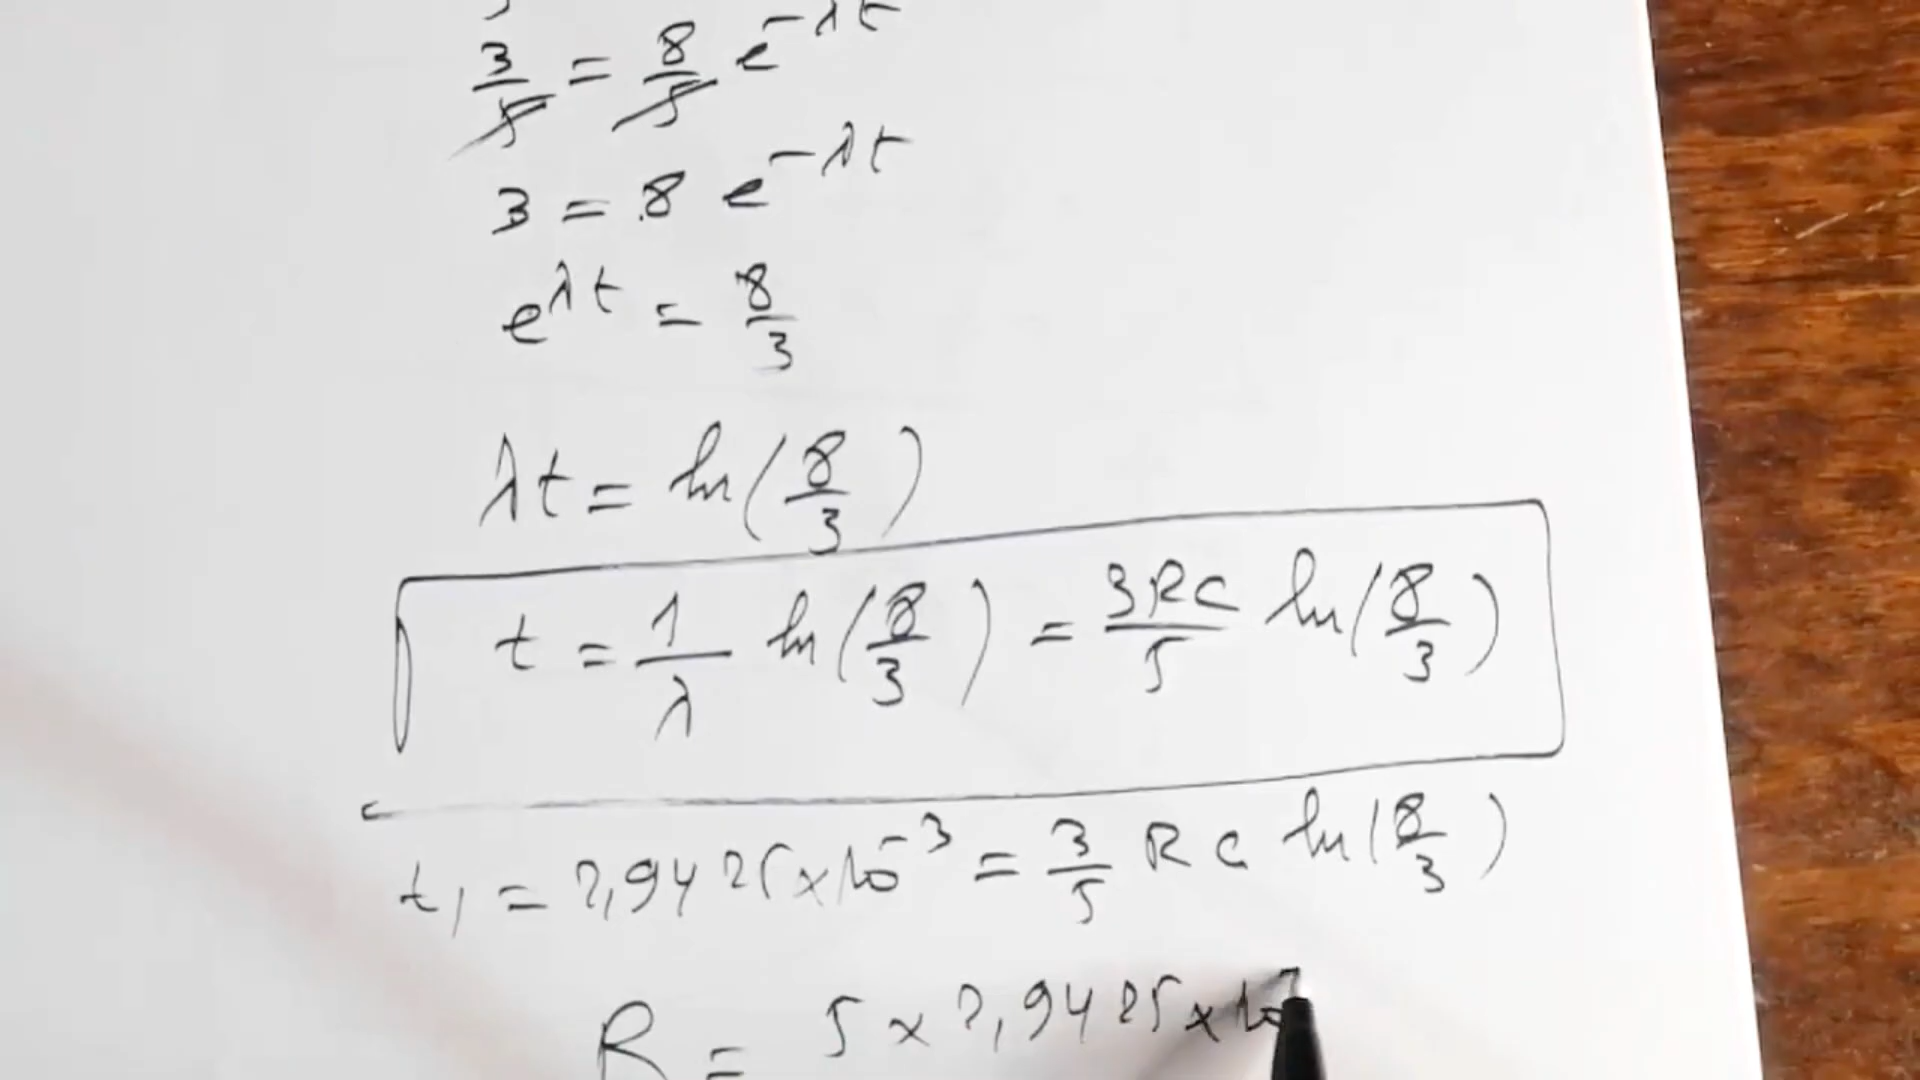 3/5 = 8/5 e^-λt
3 = 8 e^-λt
e^λt = 8/3
λt = ln(8/3)
t = 1/λ ln(8/3) = 3RC/5 ln(8/3)
t₁ = 2,9425×10^-3 = 3/5 RC ln(8/3)
R = 5 × 2,9425×10